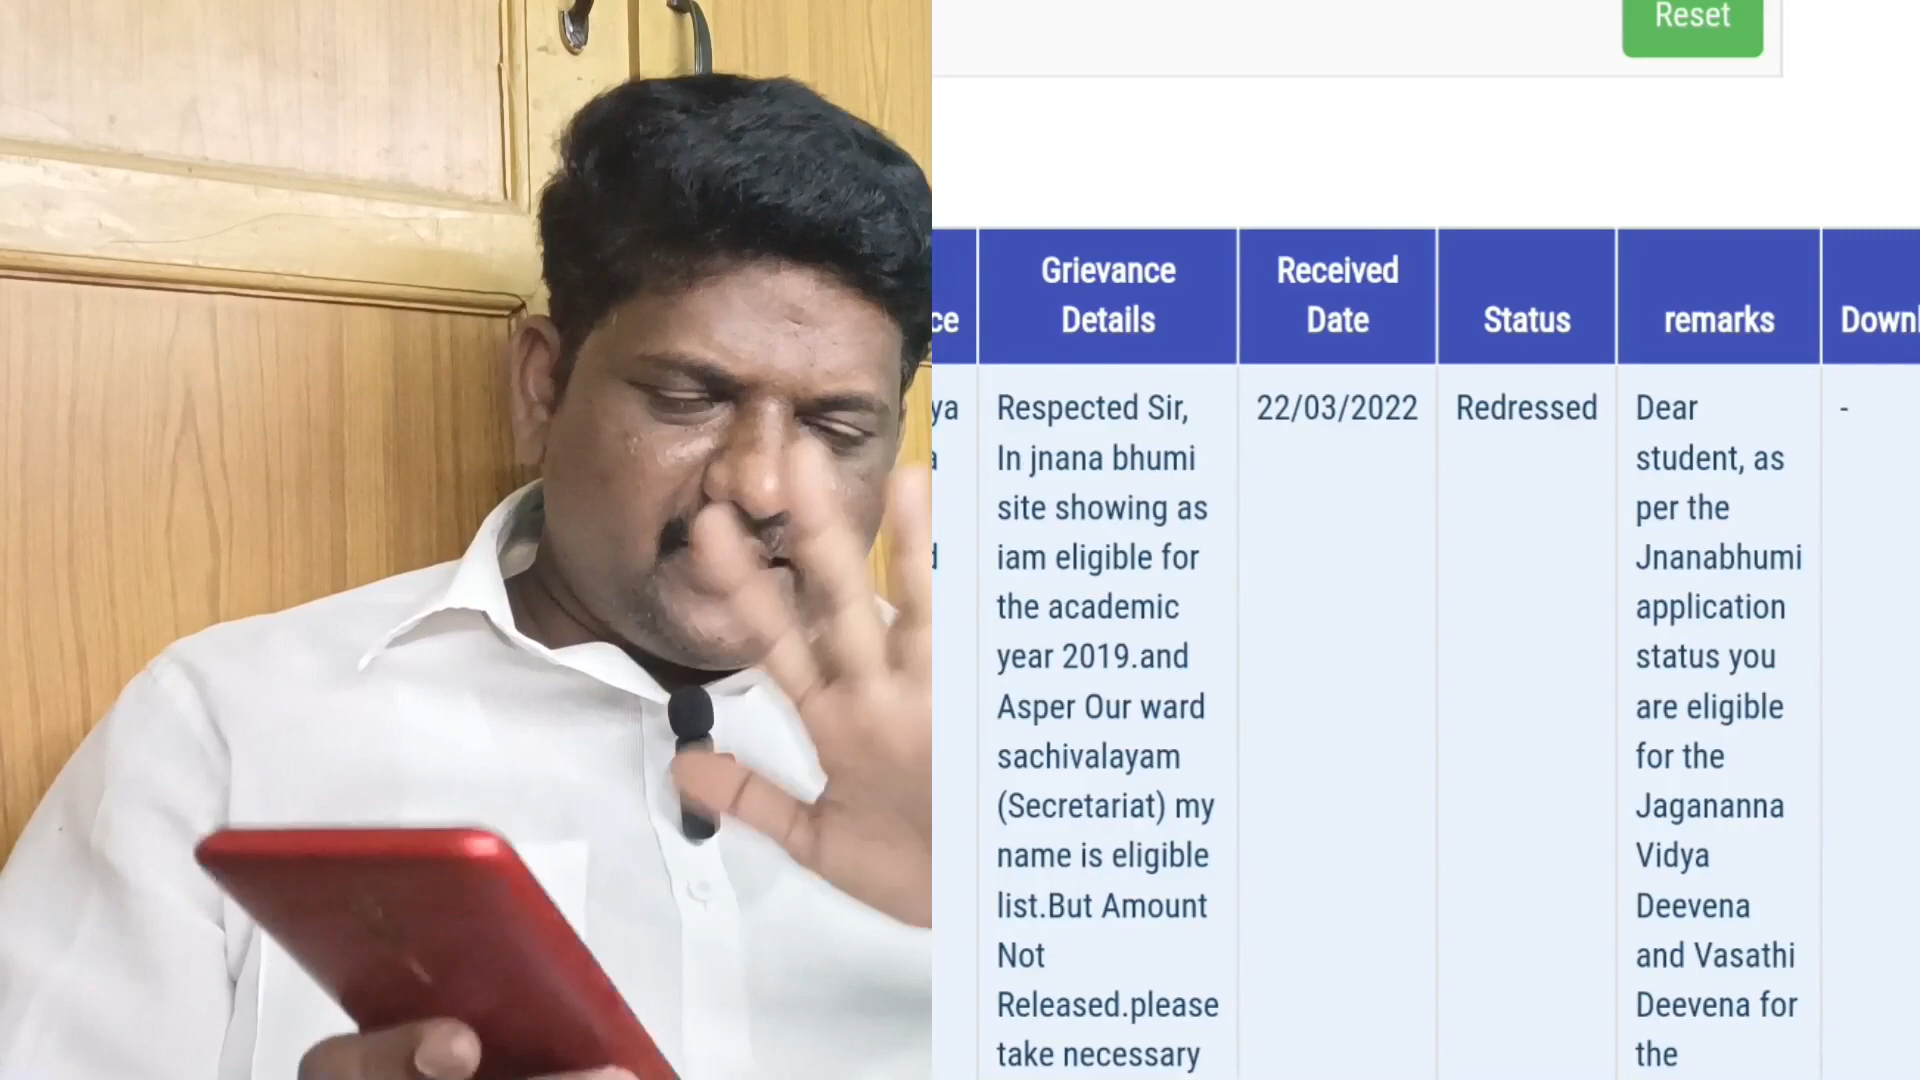 Reset
ce
Grievance
Details
Received
Date
Status
remarks
Downl
ya
Respected Sir,
In jnana bhumi
site showing as
iam eligible for
the academic
year 2019.and
Asper Our ward
sachivalayam
(Secretariat) my
name is eligible
list.But Amount
Not
Released.please
take necessary
22/03/2022
Redressed
Dear
student, as
per the
Jnanabhumi
application
status you
are eligible
for the
Jagananna
Vidya
Deevena
and Vasathi
Deevena for
the
-